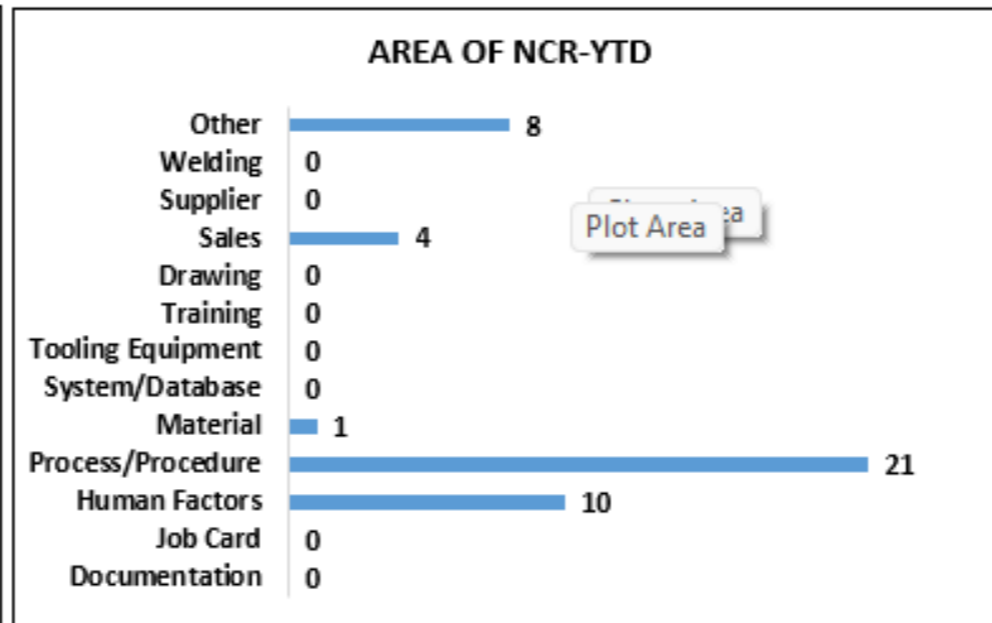 AREA OF NCR-YTD
Other 8
Welding 0
Supplier 0
Plot Area
Sales 4
Drawing 0
Training 0
Tooling Equipment 0
System/Database 0
Material 1
Process/Procedure 21
Human Factors 10
Job Card 0
Documentation 0